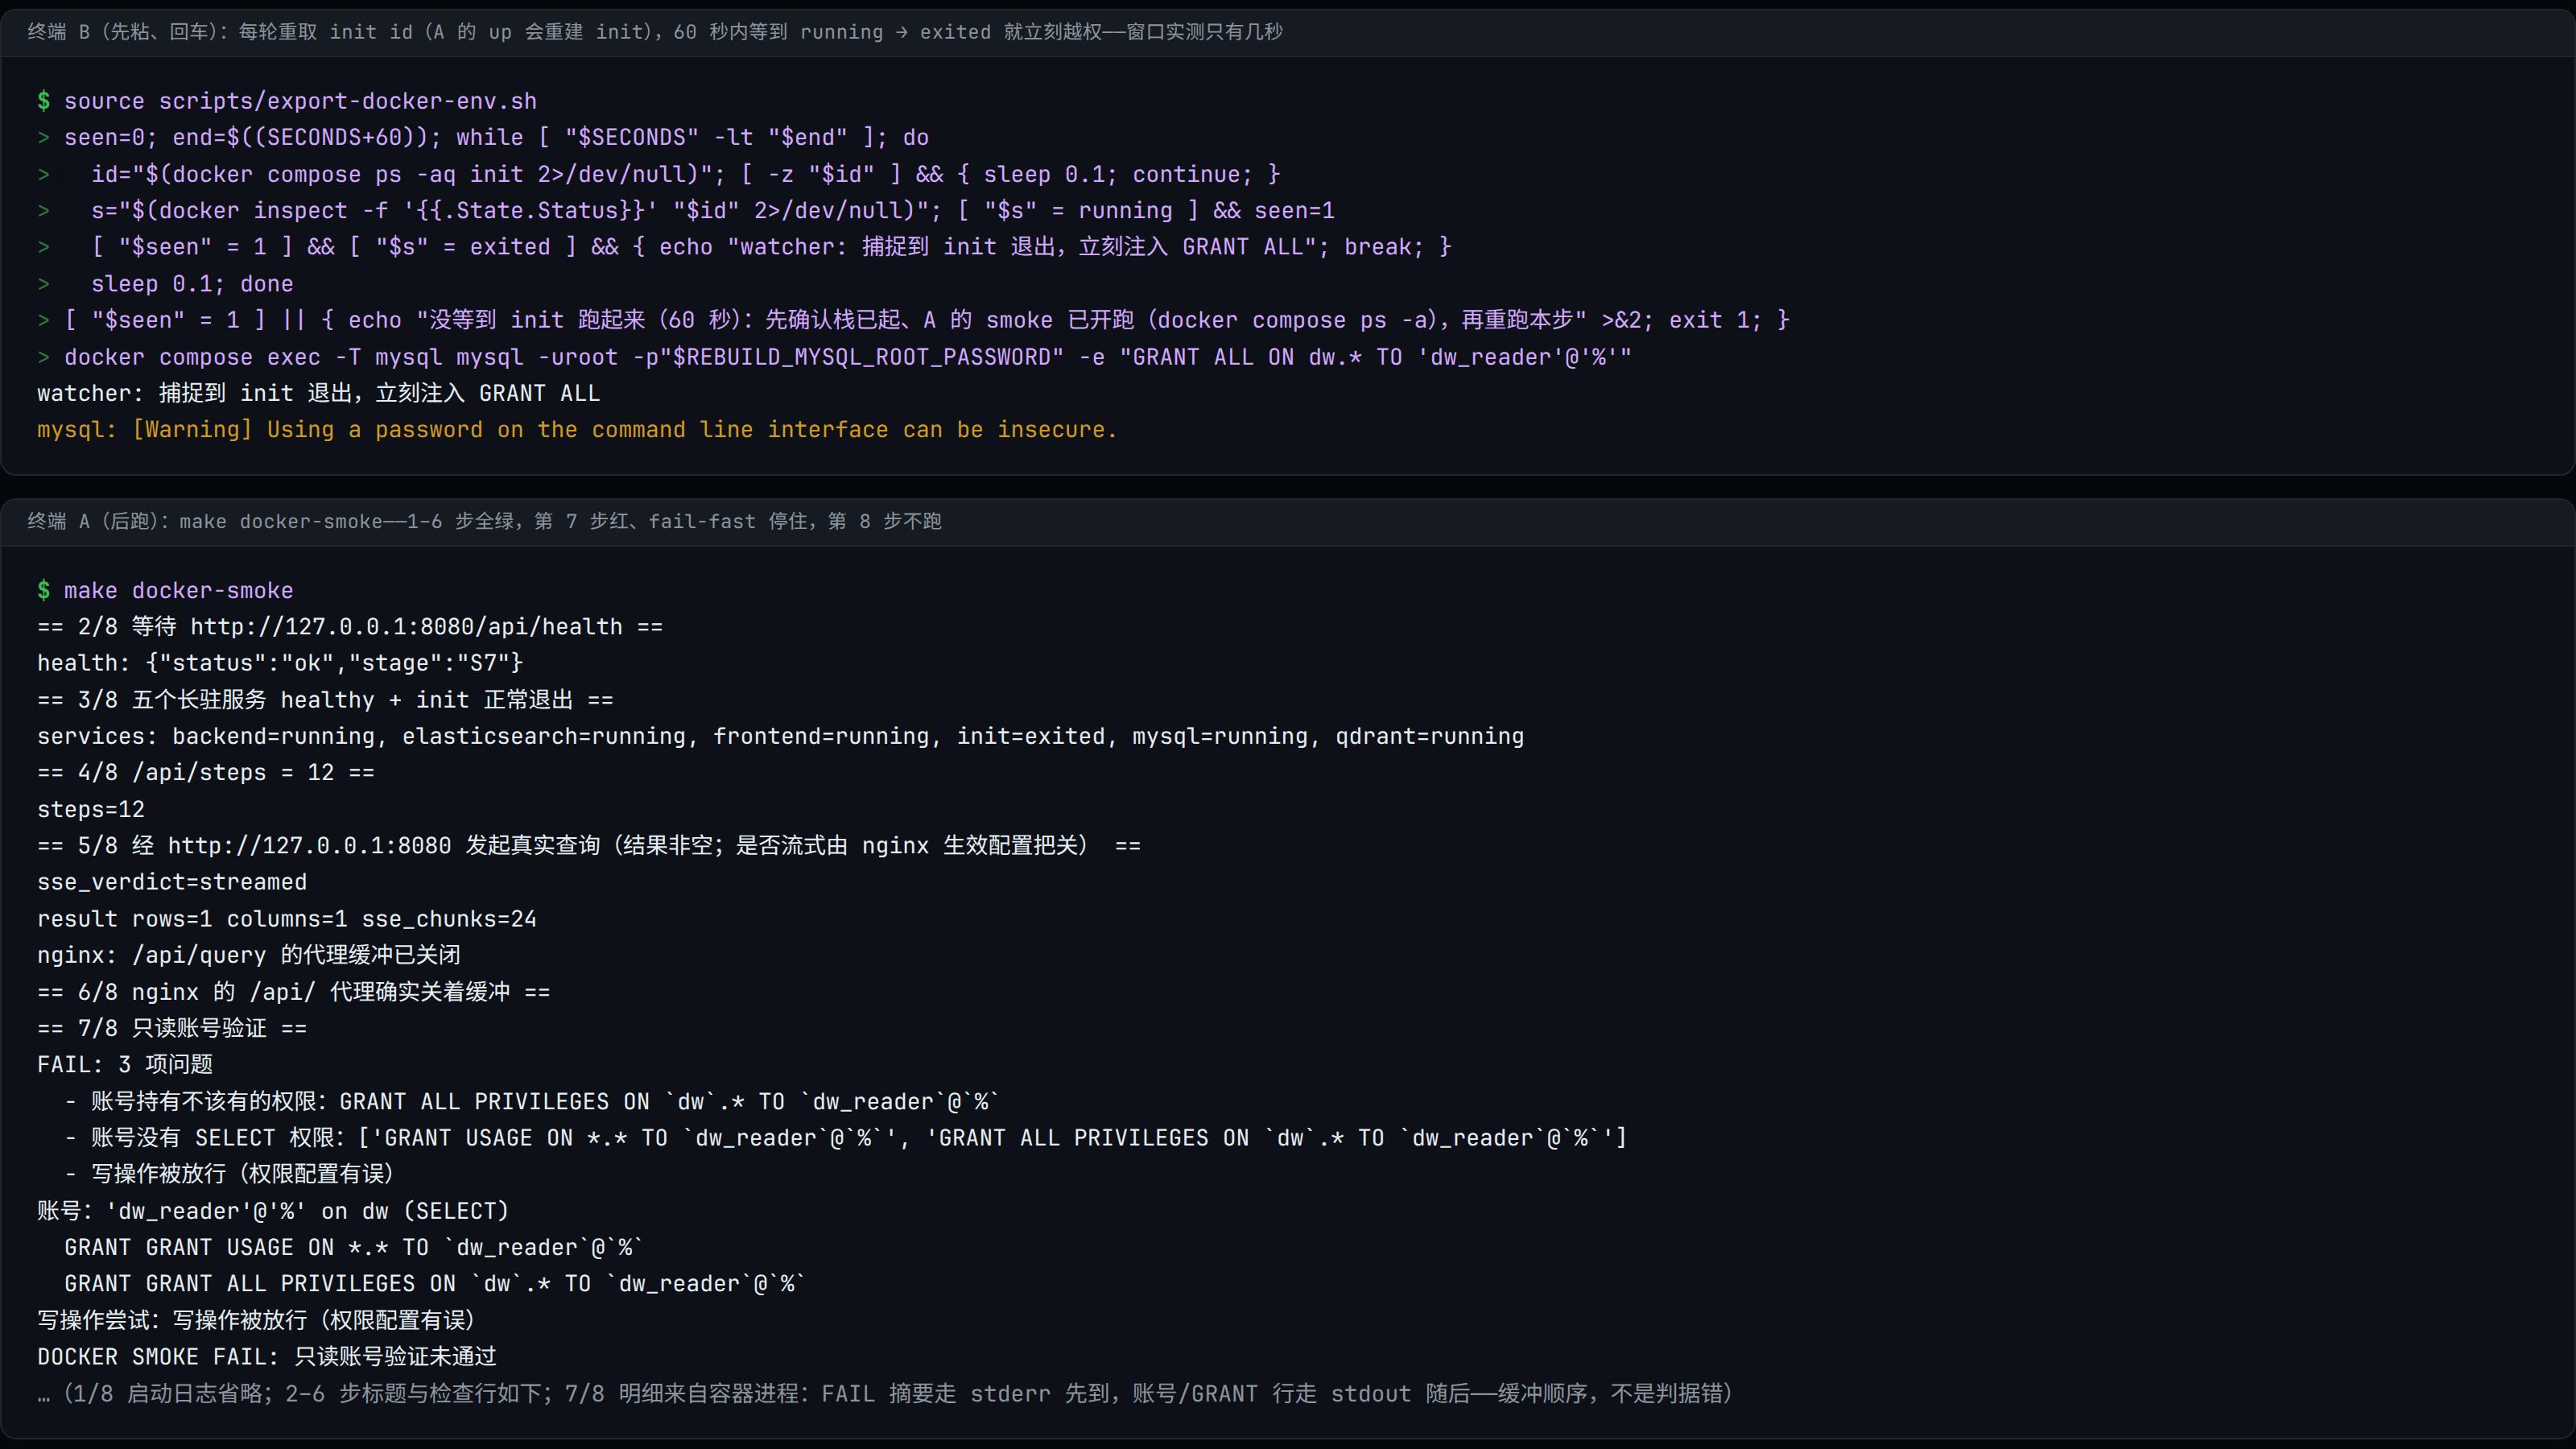 终端 B（先粘、回车）：每轮重取 init id（A 的 up 会重建 init），60 秒内等到 running → exited 就立刻越权——窗口实测只有几秒
$ source scripts/export-docker-env.sh
> seen=0; end=$((SECONDS+60)); while [ "$SECONDS" -lt "$end" ]; do
>   id="$(docker compose ps -aq init 2>/dev/null)"; [ -z "$id" ] && { sleep 0.1; continue; }
>   s="$(docker inspect -f '{{.State.Status}}' "$id" 2>/dev/null)"; [ "$s" = running ] && seen=1
>   [ "$seen" = 1 ] && [ "$s" = exited ] && { echo "watcher: 捕捉到 init 退出，立刻注入 GRANT ALL"; break; }
>   sleep 0.1; done
> [ "$seen" = 1 ] || { echo "没等到 init 跑起来（60 秒）：先确认栈已起、A 的 smoke 已开跑（docker compose ps -a），再重跑本步" >&2; exit 1; }
> docker compose exec -T mysql mysql -uroot -p"$REBUILD_MYSQL_ROOT_PASSWORD" -e "GRANT ALL ON dw.* TO 'dw_reader'@'%'"
watcher: 捕捉到 init 退出，立刻注入 GRANT ALL
mysql: [Warning] Using a password on the command line interface can be insecure.
终端 A（后跑）：make docker-smoke——1–6 步全绿，第 7 步红、fail-fast 停住，第 8 步不跑
$ make docker-smoke
== 2/8 等待 http://127.0.0.1:8080/api/health ==
health: {"status":"ok","stage":"S7"}
== 3/8 五个长驻服务 healthy + init 正常退出 ==
services: backend=running, elasticsearch=running, frontend=running, init=exited, mysql=running, qdrant=running
== 4/8 /api/steps = 12 ==
steps=12
== 5/8 经 http://127.0.0.1:8080 发起真实查询（结果非空；是否流式由 nginx 生效配置把关） ==
sse_verdict=streamed
result rows=1 columns=1 sse_chunks=24
nginx: /api/query 的代理缓冲已关闭
== 6/8 nginx 的 /api/ 代理确实关着缓冲 ==
== 7/8 只读账号验证 ==
FAIL: 3 项问题
  - 账号持有不该有的权限：GRANT ALL PRIVILEGES ON `dw`.* TO `dw_reader`@`%`
  - 账号没有 SELECT 权限：['GRANT USAGE ON *.* TO `dw_reader`@`%`', 'GRANT ALL PRIVILEGES ON `dw`.* TO `dw_reader`@`%`']
  - 写操作被放行（权限配置有误）
账号：'dw_reader'@'%' on dw (SELECT)
  GRANT GRANT USAGE ON *.* TO `dw_reader`@`%`
  GRANT GRANT ALL PRIVILEGES ON `dw`.* TO `dw_reader`@`%`
写操作尝试：写操作被放行（权限配置有误）
DOCKER SMOKE FAIL: 只读账号验证未通过
…（1/8 启动日志省略；2–6 步标题与检查行如下；7/8 明细来自容器进程：FAIL 摘要走 stderr 先到，账号/GRANT 行走 stdout 随后——缓冲顺序，不是判据错）